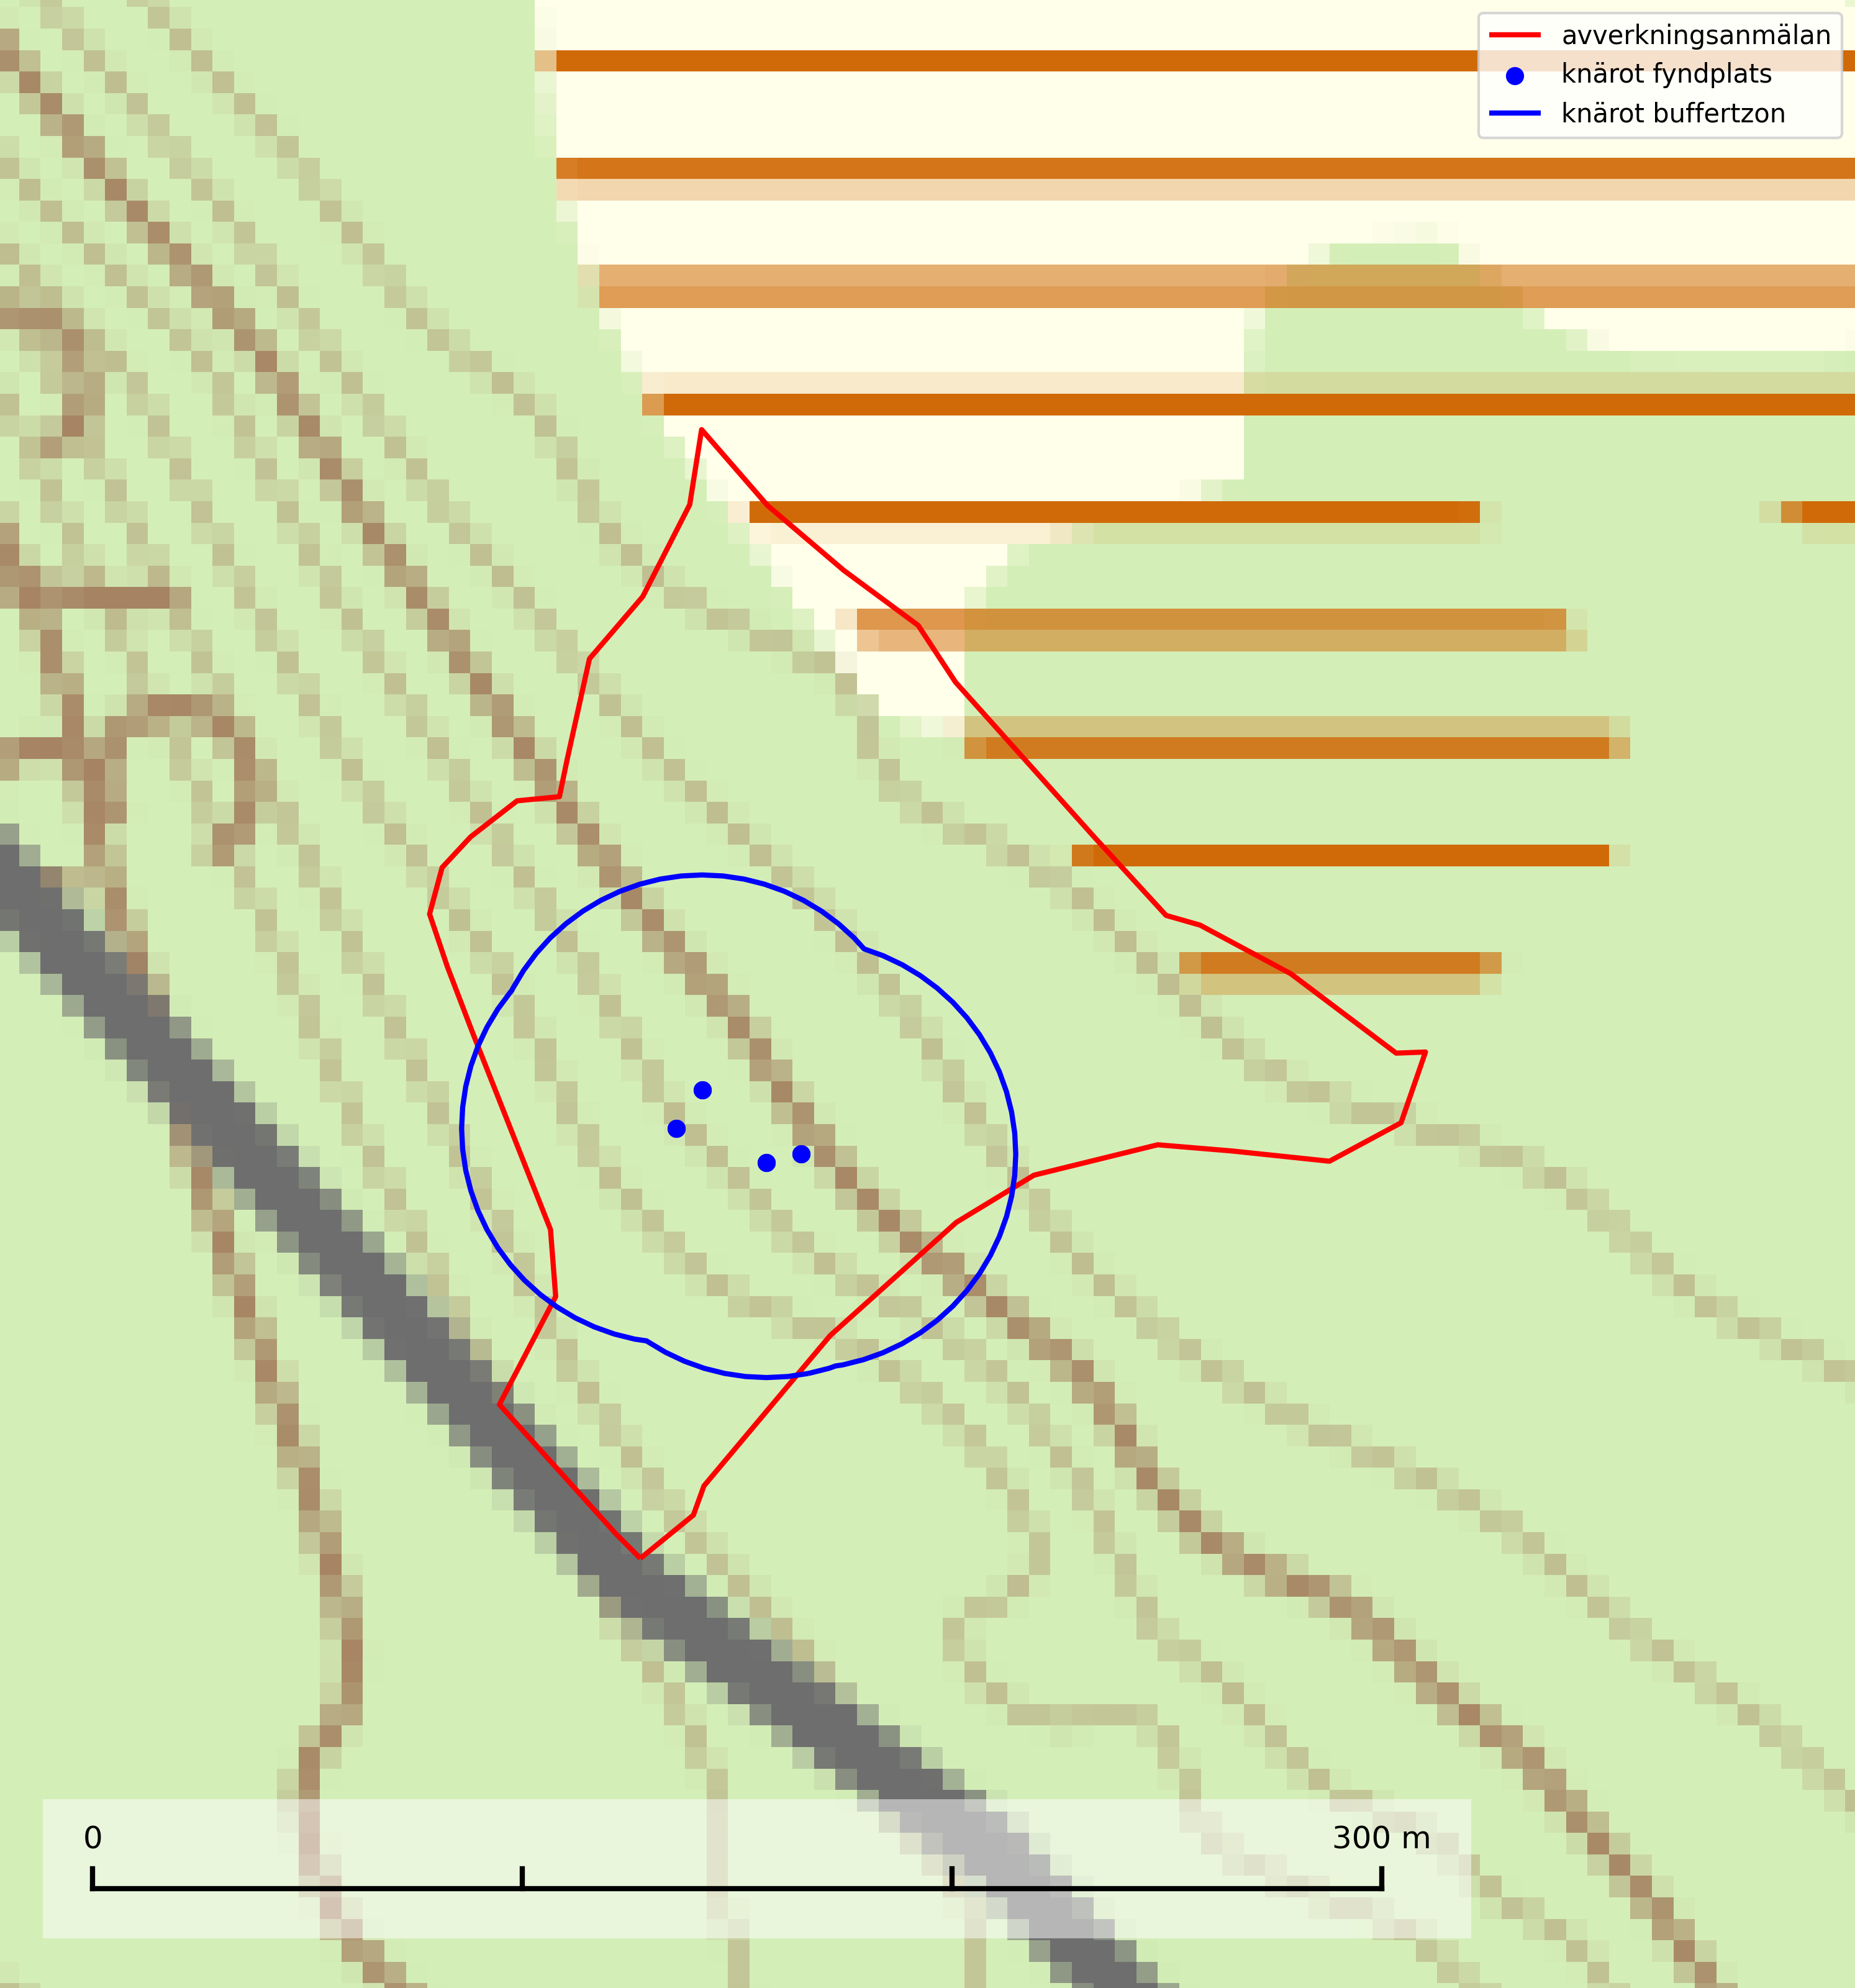 avverkningsanmälan
knärot fyndplats
knärot buffertzon
0
300 m